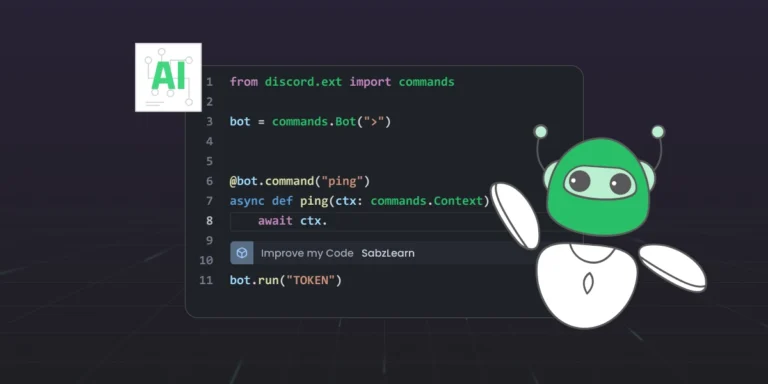 AI
1 from discord.ext import commands
2
3 bot = commands.Bot(">")
4
5
6 @bot.command("ping")
7 async def ping(ctx: commands.Context)
8 await ctx.
9
Improve my Code SabzLearn
10
11 bot.run("TOKEN")